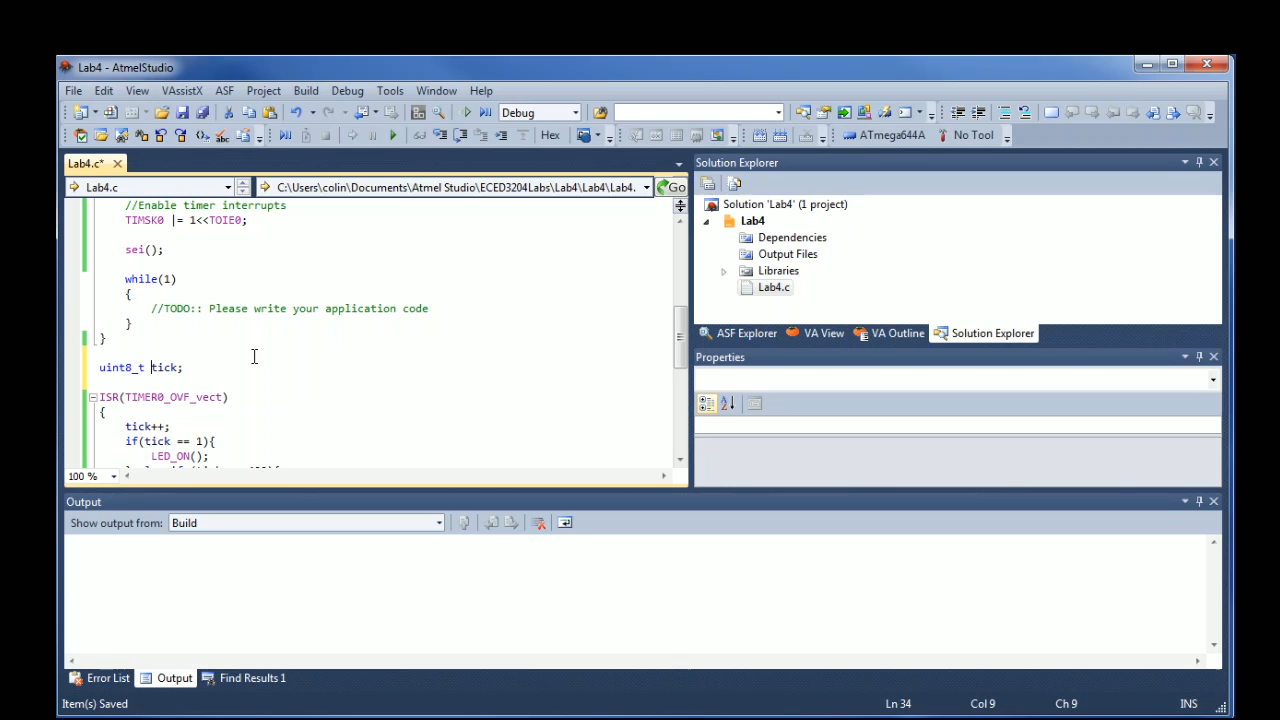 Lab4 - AtmelStudio
File Edit View VAssistX ASF Project Build Debug Tools Window Help
Debug
Hex ATmega644A No Tool
Lab4.c*
Lab4.c C:\Users\colin\Documents\Atmel Studio\ECED3204Labs\Lab4\Lab4\Lab4. Go
//Enable timer interrupts
TIMSK0 |= 1<<TOIE0;
sei();
while(1)
{
//TODO:: Please write your application code
}
}
uint8_t tick;
ISR(TIMER0_OVF_vect)
{
tick++;
if(tick == 1){
LED_ON();
100 %
Solution Explorer
Solution 'Lab4' (1 project)
Lab4
Dependencies
Output Files
Libraries
Lab4.c
ASF Explorer VA View VA Outline Solution Explorer
Properties
Output
Show output from: Build
Error List Output Find Results 1
Item(s) Saved Ln 34 Col 9 Ch 9 INS